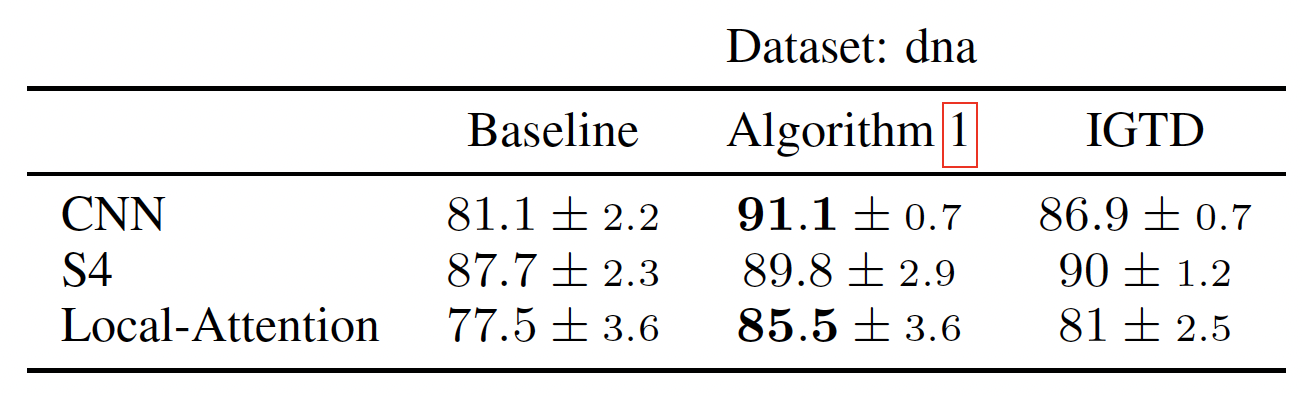 Dataset: dna
Baseline Algorithm 1 IGTD
CNN 81.1 ± 2.2 91.1 ± 0.7 86.9 ± 0.7
S4 87.7 ± 2.3 89.8 ± 2.9 90 ± 1.2
Local-Attention 77.5 ± 3.6 85.5 ± 3.6 81 ± 2.5